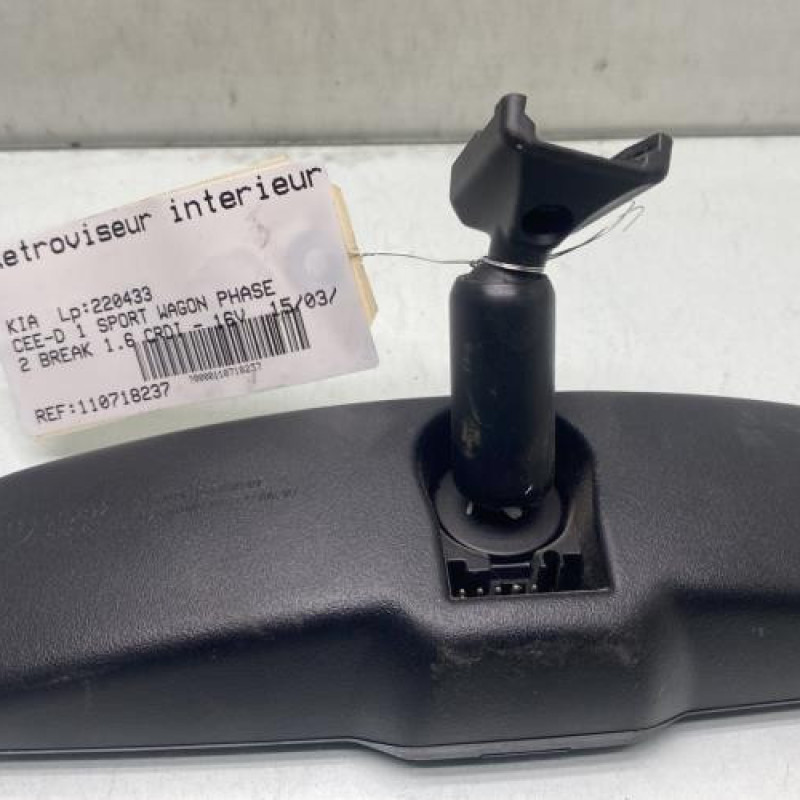 etroviseur interieur
KIA Lp:220433
CEE-D 1 SPORT WAGON PHASE
2 BREAK 1.6 CRDI - 16V 15/03/
REF:110718237